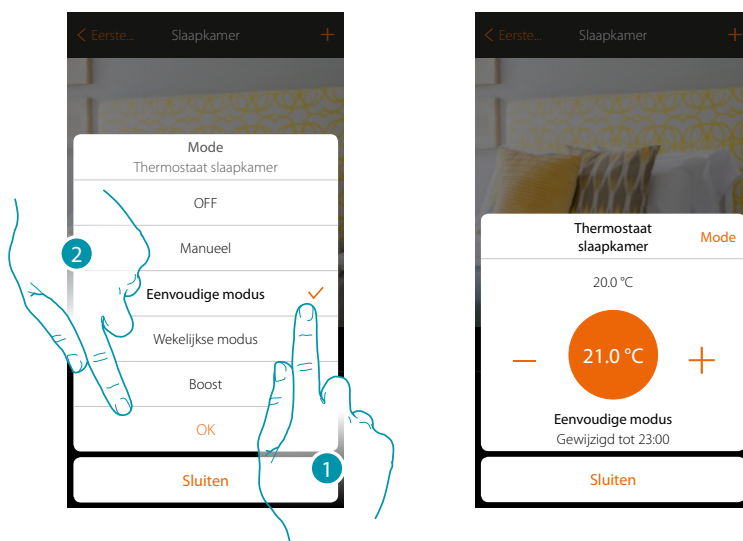 Eerste... Slaapkamer +
Mode
Thermostaat slaapkamer
OFF
Manueel
2
Eenvoudige modus
Wekelijkse modus
Boost
OK
1
Sluiten
Eerste... Slaapkamer +
Thermostaat
slaapkamer
Mode
20.0 °C
— 21.0 °C +
Eenvoudige modus
Gewijzigd tot 23:00
Sluiten